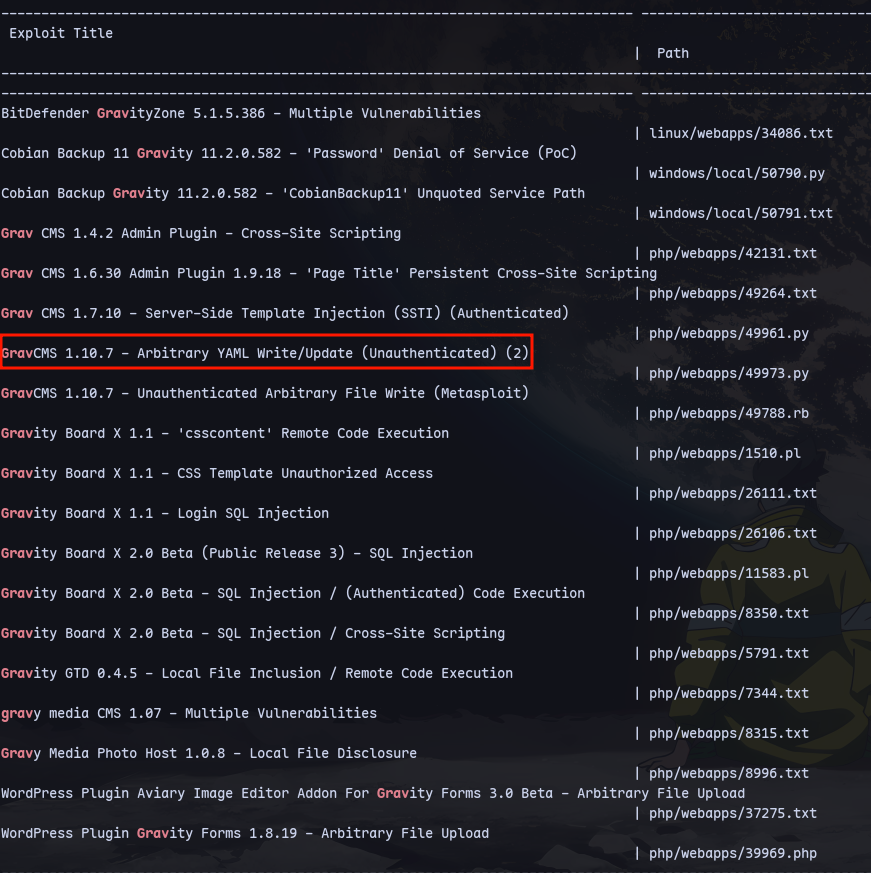 Exploit Title
| Path
BitDefender GravityZone 5.1.5.386 - Multiple Vulnerabilities
| linux/webapps/34086.txt
Cobian Backup 11 Gravity 11.2.0.582 - 'Password' Denial of Service (PoC)
| windows/local/50790.py
Cobian Backup Gravity 11.2.0.582 - 'CobianBackup11' Unquoted Service Path
| windows/local/50791.txt
Grav CMS 1.4.2 Admin Plugin - Cross-Site Scripting
| php/webapps/42131.txt
Grav CMS 1.6.30 Admin Plugin 1.9.18 - 'Page Title' Persistent Cross-Site Scripting
| php/webapps/49264.txt
Grav CMS 1.7.10 - Server-Side Template Injection (SSTI) (Authenticated)
| php/webapps/49961.py
GravCMS 1.10.7 - Arbitrary YAML Write/Update (Unauthenticated) (2)
| php/webapps/49973.py
GravCMS 1.10.7 - Unauthenticated Arbitrary File Write (Metasploit)
| php/webapps/49788.rb
Gravity Board X 1.1 - 'csscontent' Remote Code Execution
| php/webapps/1510.pl
Gravity Board X 1.1 - CSS Template Unauthorized Access
| php/webapps/26111.txt
Gravity Board X 1.1 - Login SQL Injection
| php/webapps/26106.txt
Gravity Board X 2.0 Beta (Public Release 3) - SQL Injection
| php/webapps/11583.pl
Gravity Board X 2.0 Beta - SQL Injection / (Authenticated) Code Execution
| php/webapps/8350.txt
Gravity Board X 2.0 Beta - SQL Injection / Cross-Site Scripting
| php/webapps/5791.txt
Gravity GTD 0.4.5 - Local File Inclusion / Remote Code Execution
| php/webapps/7344.txt
gravy media CMS 1.07 - Multiple Vulnerabilities
| php/webapps/8315.txt
Gravy Media Photo Host 1.0.8 - Local File Disclosure
| php/webapps/8996.txt
WordPress Plugin Aviary Image Editor Addon For Gravity Forms 3.0 Beta - Arbitrary File Upload
| php/webapps/37275.txt
WordPress Plugin Gravity Forms 1.8.19 - Arbitrary File Upload
| php/webapps/39969.php